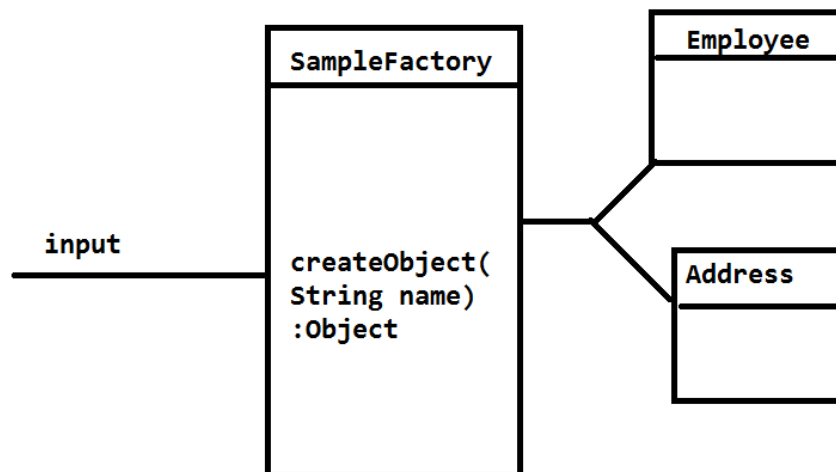 input
SampleFactory
createObject(
String name)
:Object
Employee
Address